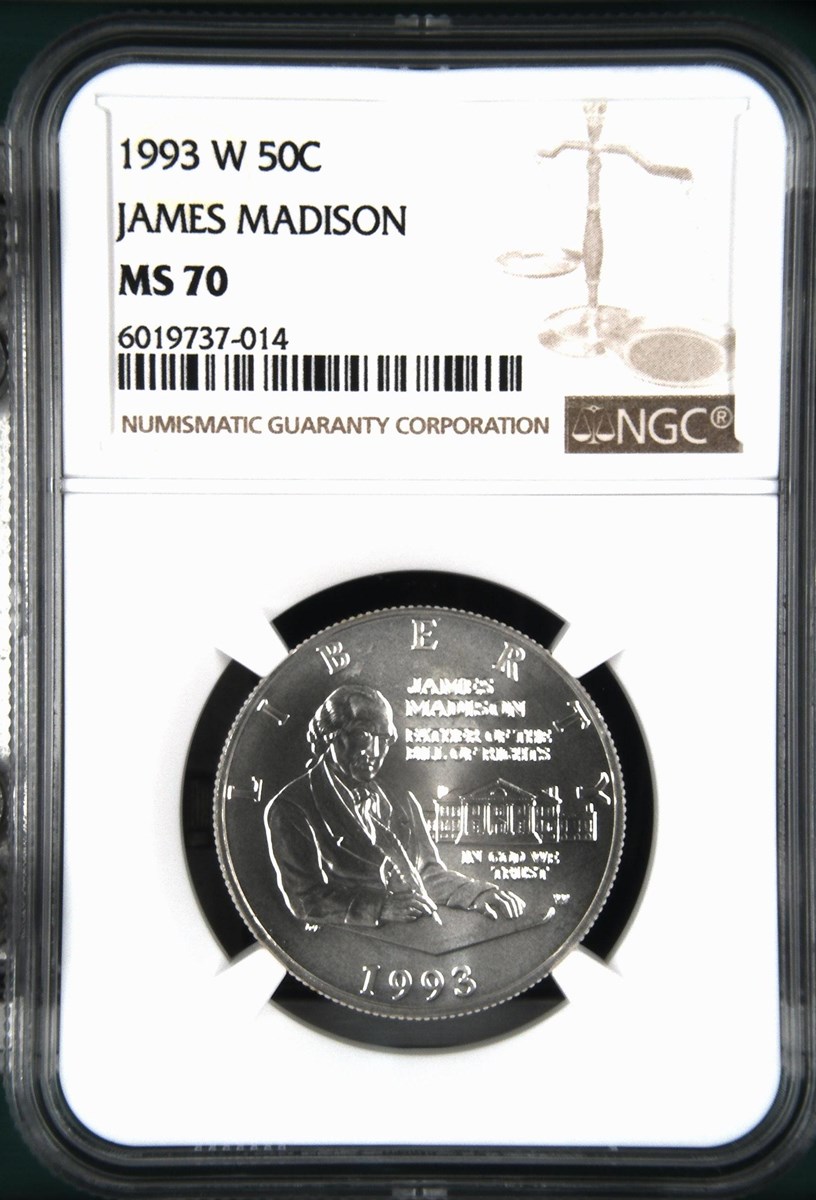 1993 W 50C
JAMES MADISON
MS 70
6019737-014
NUMISMATIC GUARANTY CORPORATION
NGC®
LIBERTY
JAMES
MADISON
FATHER OF THE
BILL OF RIGHTS
IN GOD WE
TRUST
1993